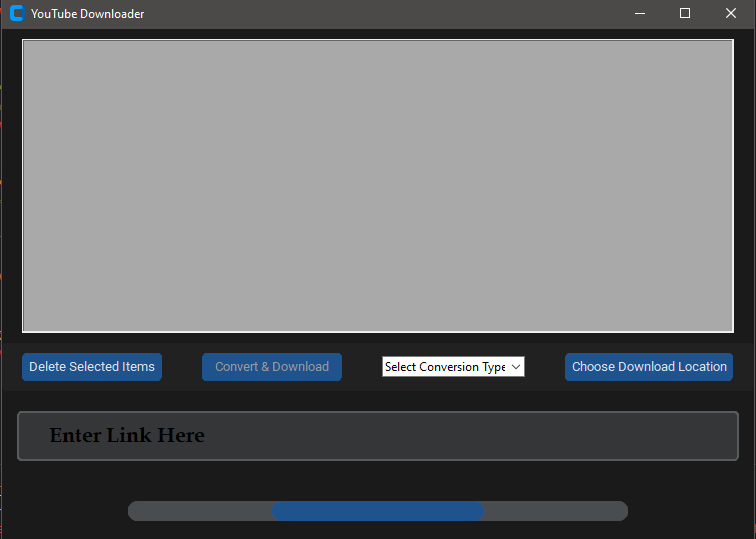 YouTube Downloader
Delete Selected Items
Convert & Download
Select Conversion Type
Choose Download Location
Enter Link Here